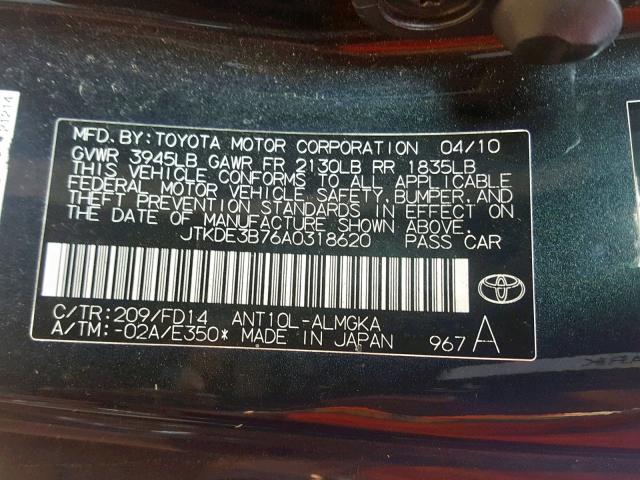 MFD. BY: TOYOTA MOTOR CORPORATION 04/10
GVWR 3945LB GAWR FR 2130LB RR 1835LB
THIS VEHICLE CONFORMS TO ALL APPLICABLE
FEDERAL MOTOR VEHICLE SAFETY, BUMPER, AND
THEFT PREVENTION STANDARDS IN EFFECT ON
THE DATE OF MANUFACTURE SHOWN ABOVE.
JTKDE3B76A0318620 PASS CAR
C/TR: 209/FD14 ANT10L-ALMGKA
A/TM: -02A/E350* MADE IN JAPAN 967 A